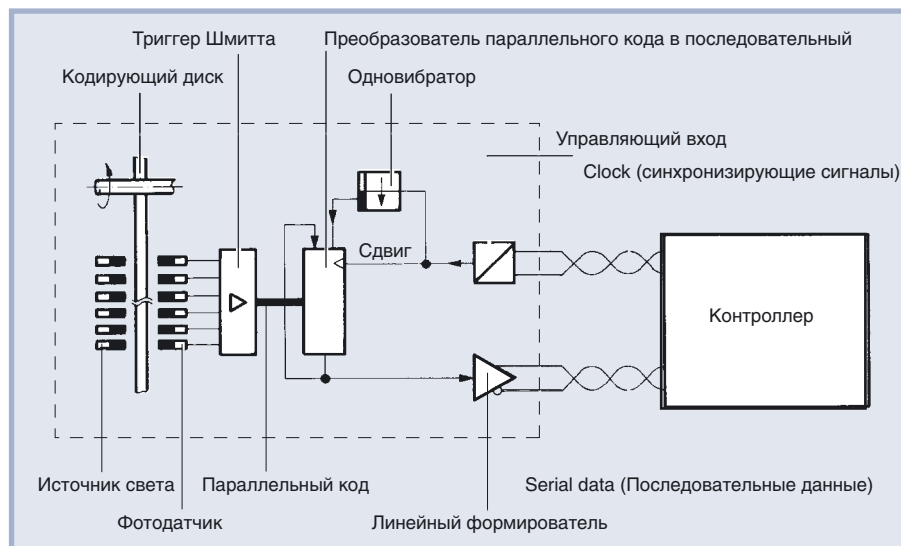 Триггер Шмитта
Преобразователь параллельного кода в последовательный
Кодирующий диск
Одновибратор
Управляющий вход
Clock (синхронизирующие сигналы)
Сдвиг
Контроллер
Источник света
Параллельный код
Serial data (Последовательные данные)
Фотодатчик
Линейный формирователь